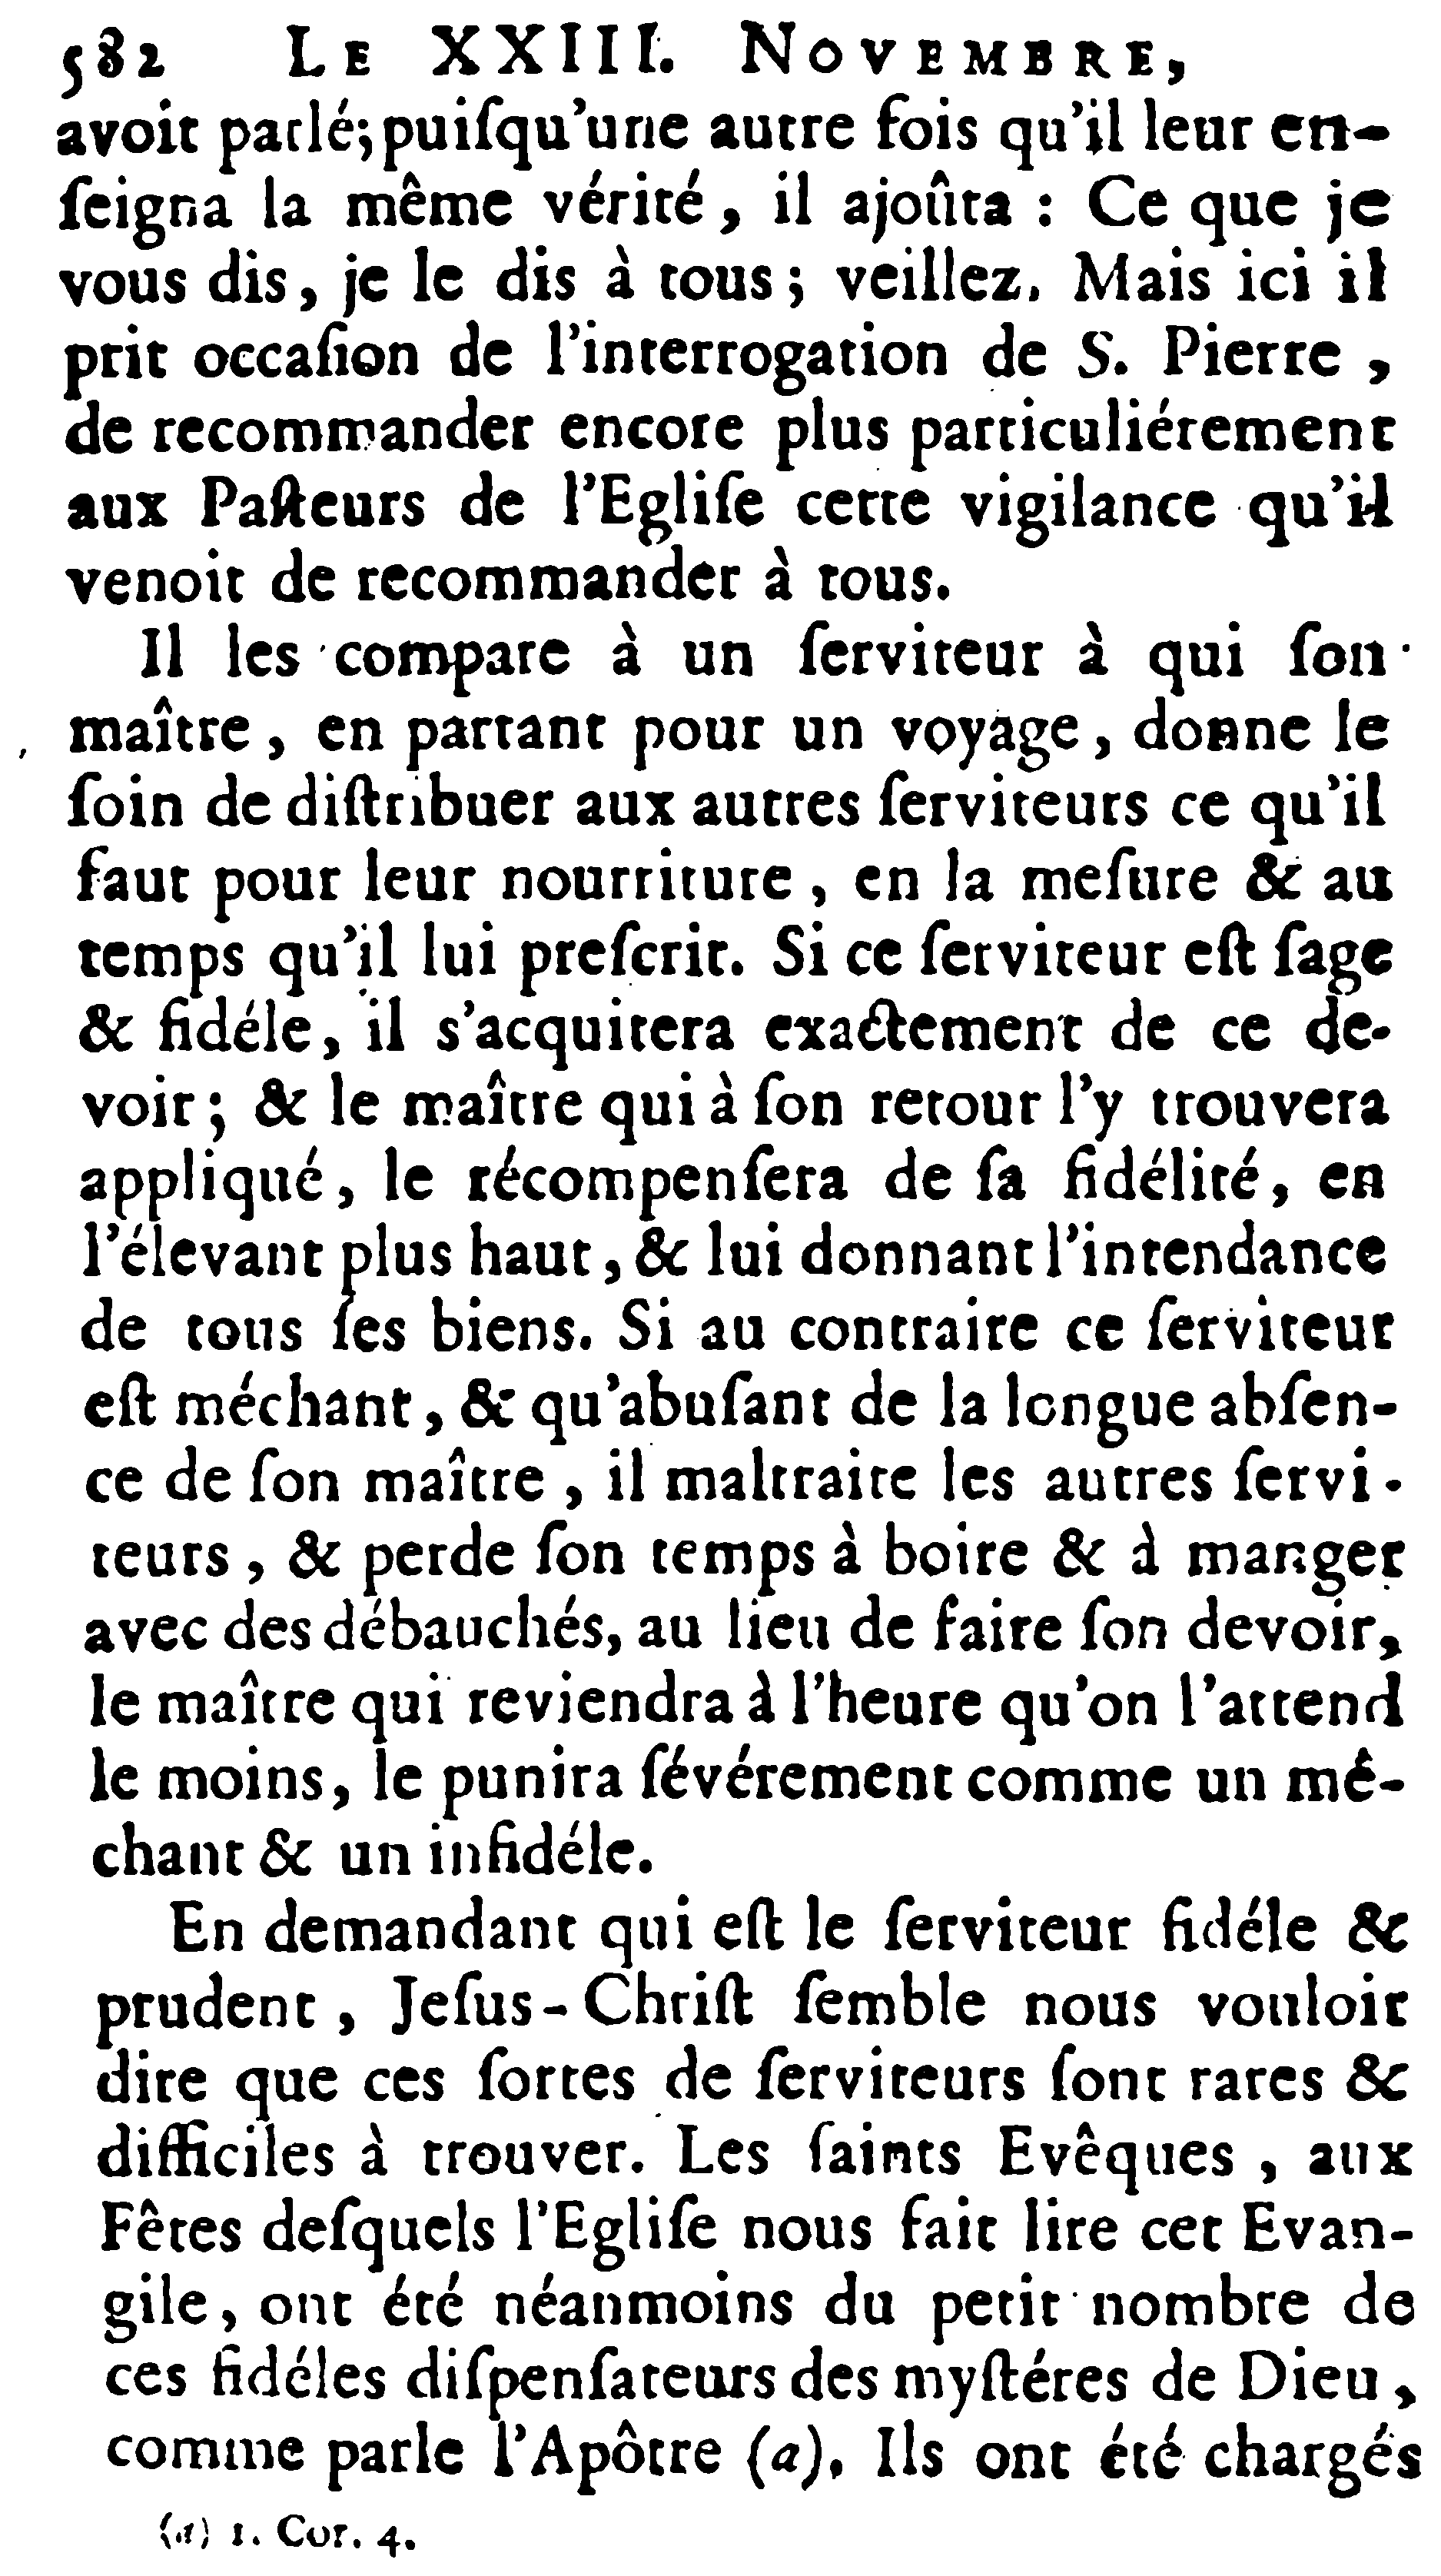 582 LE XXIII. NOVEMBRE,
avoit parlé; puiſqu'une autre fois qu'il leur en-
ſeigna la même vérité, il ajoûta : Ce que je
vous dis, je le dis à tous; veillez. Mais ici il
prit occaſion de l'interrogation de S. Pierre,
de recommander encore plus particuliérement
aux Paſteurs de l'Egliſe cette vigilance qu'il
venoit de recommander à tous.
Il les compare à un ſerviteur à qui ſon
maître, en partant pour un voyage, donne le
ſoin de diſtribuer aux autres ſerviteurs ce qu'il
faut pour leur nourriture, en la meſure & au
temps qu'il lui preſcrit. Si ce ſerviteur eſt ſage
& fidéle, il s'acquitera exactement de ce de-
voir; & le maître qui à ſon retour l'y trouvera
appliqué, le récompenſera de ſa fidélité, en
l'élevant plus haut, & lui donnant l'intendance
de tous ſes biens. Si au contraire ce ſerviteur
eſt méchant, & qu'abuſant de la longue abſen-
ce de ſon maître, il maltraite les autres ſervi-
teurs, & perde ſon temps à boire & à manger
avec des débauchés, au lieu de faire ſon devoir,
le maître qui reviendra à l'heure qu'on l'attend
le moins, le punira ſévérement comme un mé-
chant & un infidéle.
En demandant qui eſt le ſerviteur fidéle &
prudent, Jeſus-Chriſt ſemble nous vouloir
dire que ces ſortes de ſerviteurs ſont rares &
difficiles à trouver. Les ſaints Evêques, aux
Fêtes deſquels l'Egliſe nous fait lire cet Evan-
gile, ont été néanmoins du petit nombre de
ces fidéles diſpenſateurs des myſtéres de Dieu,
comme parle l'Apôtre (a). Ils ont été chargés
(a) 1. Cor. 4.